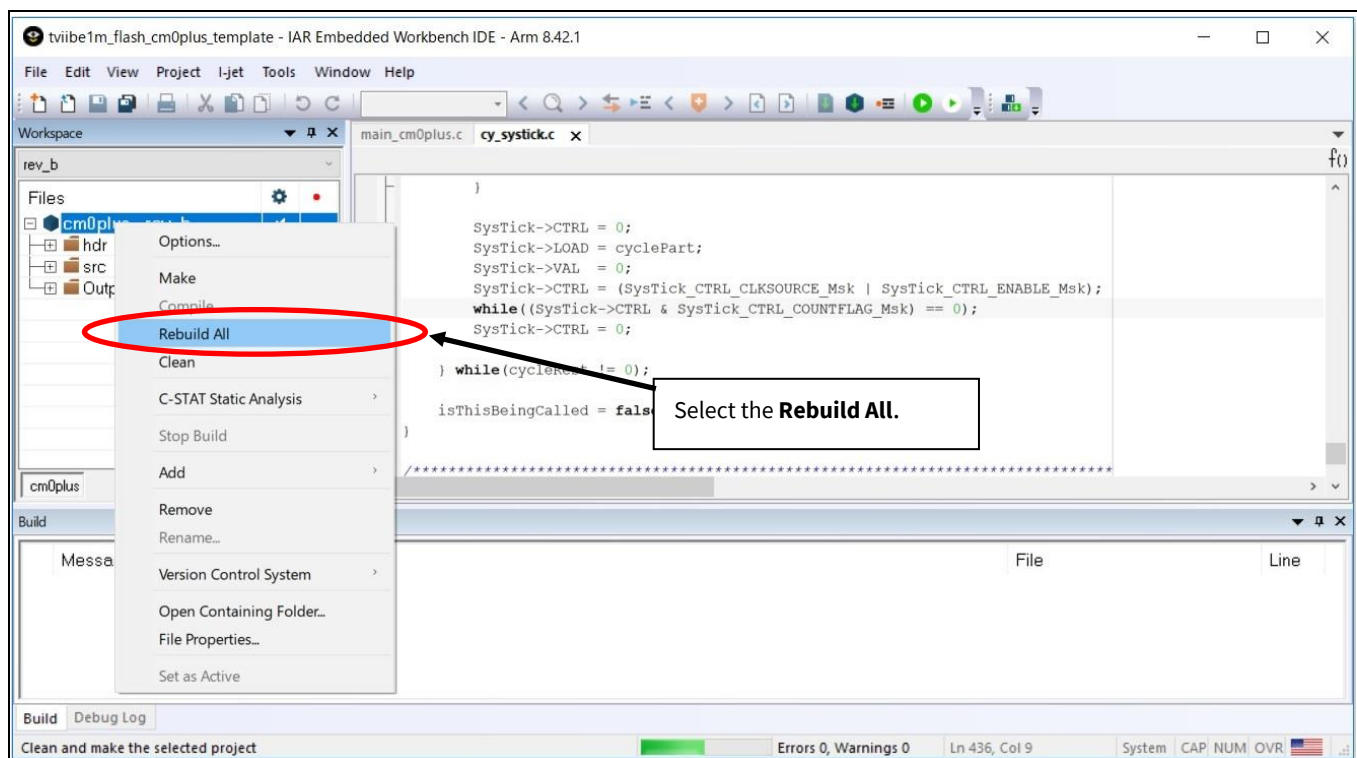 tviibe1m_flash_cm0plus_template - IAR Embedded Workbench IDE - Arm 8.42.1
File Edit View Project I-jet Tools Window Help
Workspace
main_cm0plus.c cy_systick.c
rev_b
f()
Files
}
hdr
src
Options...
Make
Compile
Rebuild All
Clean
C-STAT Static Analysis
Stop Build
Add
Remove
Rename...
Version Control System
Open Containing Folder...
File Properties...
Set as Active
SysTick->CTRL = 0;
SysTick->LOAD = cyclePart;
SysTick->VAL = 0;
SysTick->CTRL = (SysTick_CTRL_CLKSOURCE_Msk | SysTick_CTRL_ENABLE_Msk);
while((SysTick->CTRL & SysTick_CTRL_COUNTFLAG_Msk) == 0);
SysTick->CTRL = 0;
} while( != 0);
isThisBeingCalled =
}
Select the Rebuild All.
cm0plus
Build
File Line
Build Debug Log
Clean and make the selected project Errors 0, Warnings 0 Ln 436, Col 9 System CAP NUM OVR